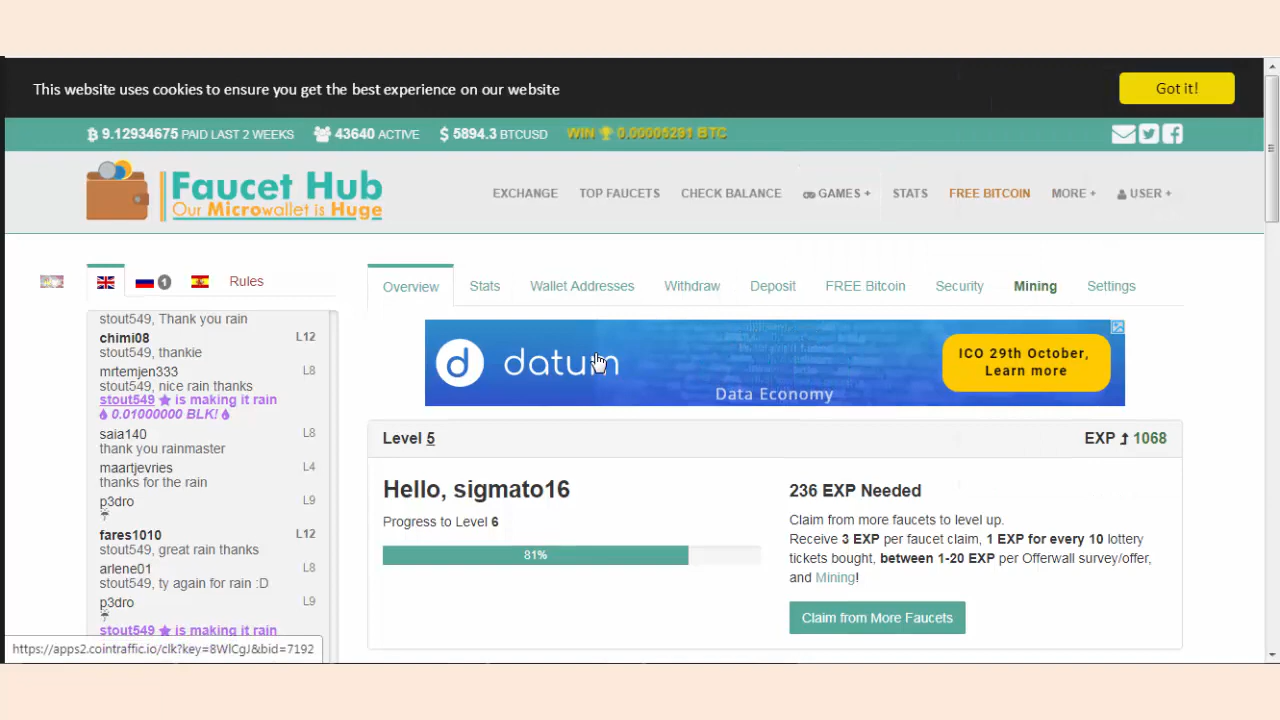 This website uses cookies to ensure you get the best experience on our website
Got it!
9.12934675 PAID LAST 2 WEEKS
43640 ACTIVE
$ 5894.3 BTCUSD
WIN 0.00005291 BTC
Faucet Hub
Our Microwallet is Huge
EXCHANGE
TOP FAUCETS
CHECK BALANCE
GAMES +
STATS
FREE BITCOIN
MORE +
USER +
1
Rules
stout549, Thank you rain
chimi08 L12
stout549, thankie
mrtemjen333 L8
stout549, nice rain thanks
stout549 ★ is making it rain
0.01000000 BLK!
saia140 L8
thank you rainmaster
maartjevries L4
thanks for the rain
p3dro L9
☔
fares1010 L12
stout549, great rain thanks
arlene01 L8
stout549, ty again for rain :D
p3dro L9
☔
stout549 ★ is making it rain
https://apps2.cointraffic.io/clk?key=8WlCgJ&bid=7192
Overview
Stats
Wallet Addresses
Withdraw
Deposit
FREE Bitcoin
Security
Mining
Settings
d datum
Data Economy
ICO 29th October,
Learn more
Level 5
EXP 1068
Hello, sigmato16
Progress to Level 6
81%
236 EXP Needed
Claim from more faucets to level up.
Receive 3 EXP per faucet claim, 1 EXP for every 10 lottery
tickets bought, between 1-20 EXP per Offerwall survey/offer,
and Mining!
Claim from More Faucets